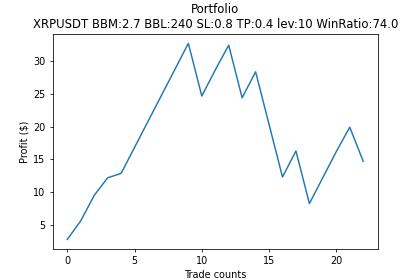 Portfolio
XRPUSDT BBM:2.7 BBL:240 SL:0.8 TP:0.4 lev:10 WinRatio:74.0
Profit ($)
30
25
20
15
10
5
0
5
10
15
20
Trade counts